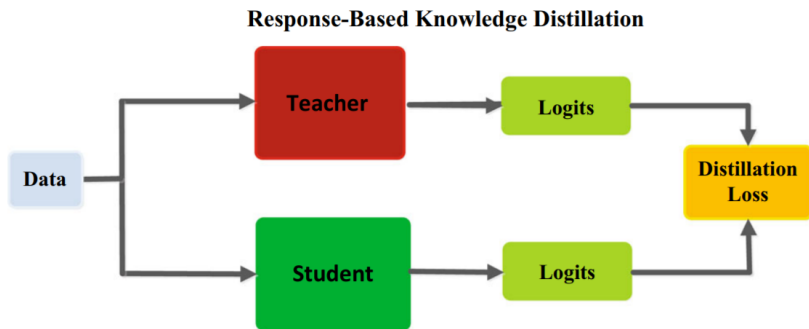 Response-Based Knowledge Distillation
Teacher
Logits
Data
Distillation
Loss
Student
Logits